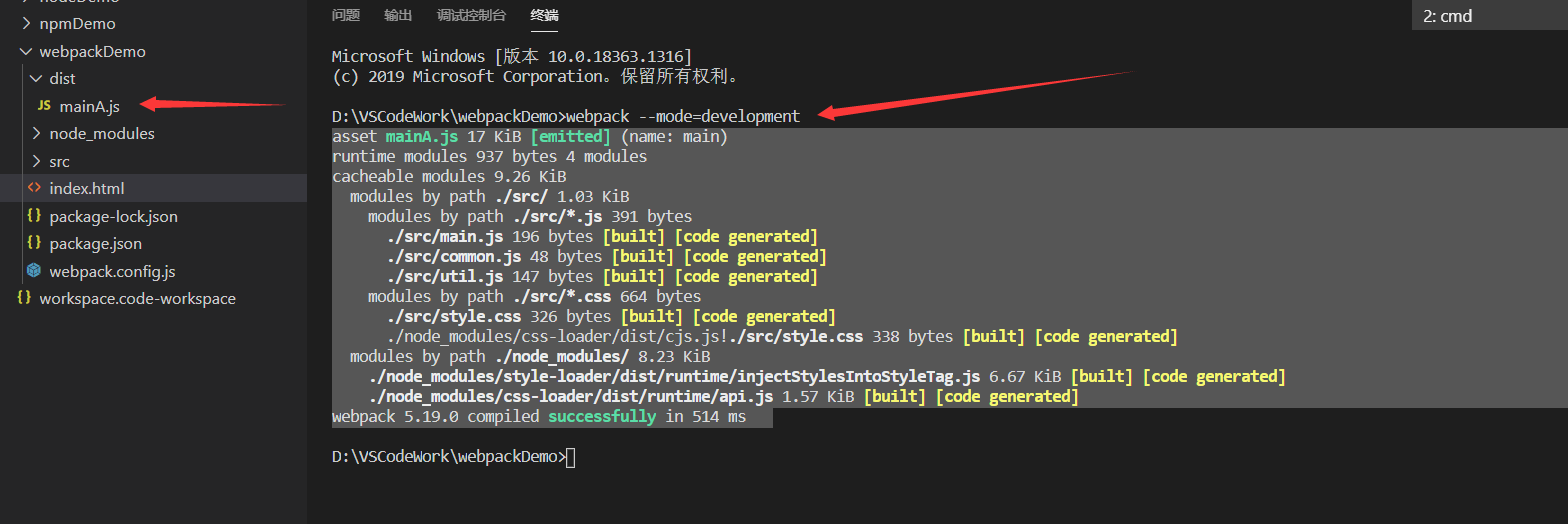 nodeDemo
npmDemo
webpackDemo
dist
JS mainA.js
node_modules
src
<> index.html
{} package-lock.json
{} package.json
webpack.config.js
{} workspace.code-workspace
问题 输出 调试控制台 终端
2: cmd
Microsoft Windows [版本 10.0.18363.1316]
(c) 2019 Microsoft Corporation。保留所有权利。
D:\VSCodeWork\webpackDemo>webpack --mode=development
asset mainA.js 17 KiB [emitted] (name: main)
runtime modules 937 bytes 4 modules
cacheable modules 9.26 KiB
modules by path ./src/ 1.03 KiB
modules by path ./src/*.js 391 bytes
./src/main.js 196 bytes [built] [code generated]
./src/common.js 48 bytes [built] [code generated]
./src/util.js 147 bytes [built] [code generated]
modules by path ./src/*.css 664 bytes
./src/style.css 326 bytes [built] [code generated]
./node_modules/css-loader/dist/cjs.js!./src/style.css 338 bytes [built] [code generated]
modules by path ./node_modules/ 8.23 KiB
./node_modules/style-loader/dist/runtime/injectStylesIntoStyleTag.js 6.67 KiB [built] [code generated]
./node_modules/css-loader/dist/runtime/api.js 1.57 KiB [built] [code generated]
webpack 5.19.0 compiled successfully in 514 ms
D:\VSCodeWork\webpackDemo>